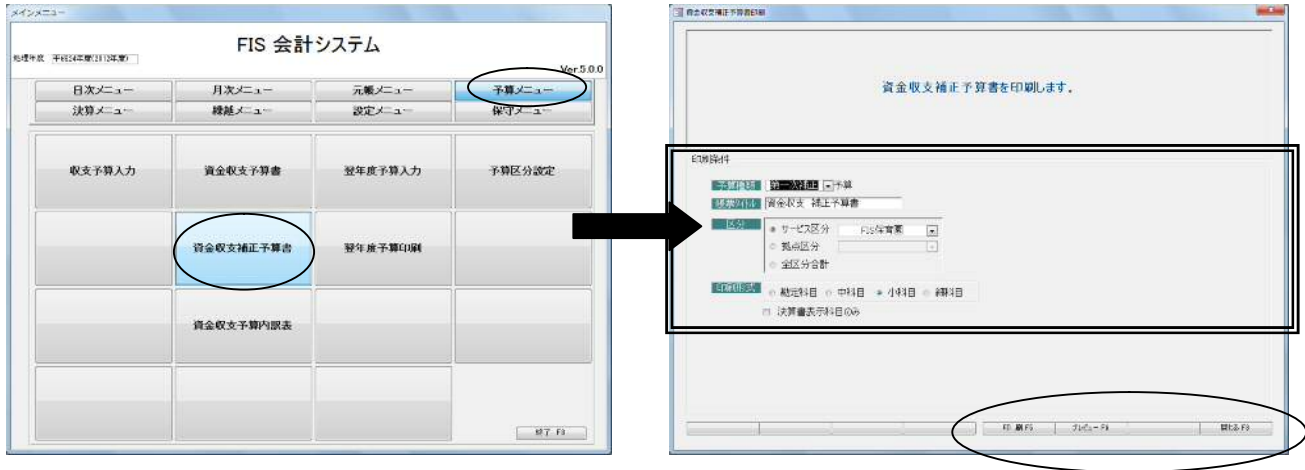 メインメニュー
FIS 会計システム
処理年度 平成24年度(2012年度)
Ver.5.0.0
日次メニュー 月次メニュー 元帳メニュー 予算メニュー
決算メニュー 繰越メニュー 設定メニュー 保守メニュー
収支予算入力 資金収支予算書 翌年度予算入力 予算区分設定
資金収支補正予算書 翌年度予算印刷
資金収支予算内訳表
終了 F9
資金収支補正予算書印刷
資金収支補正予算書を印刷します。
印刷条件
予算種類 第一次補正 予算
帳票タイトル 資金収支 補正予算書
区分 サービス区分 FIS保育園
拠点区分
全区分合計
印刷形式 勘定科目 中科目 小科目 細科目
決算書表示科目のみ
印 刷 F5 プレビュー F6 閉じる F9